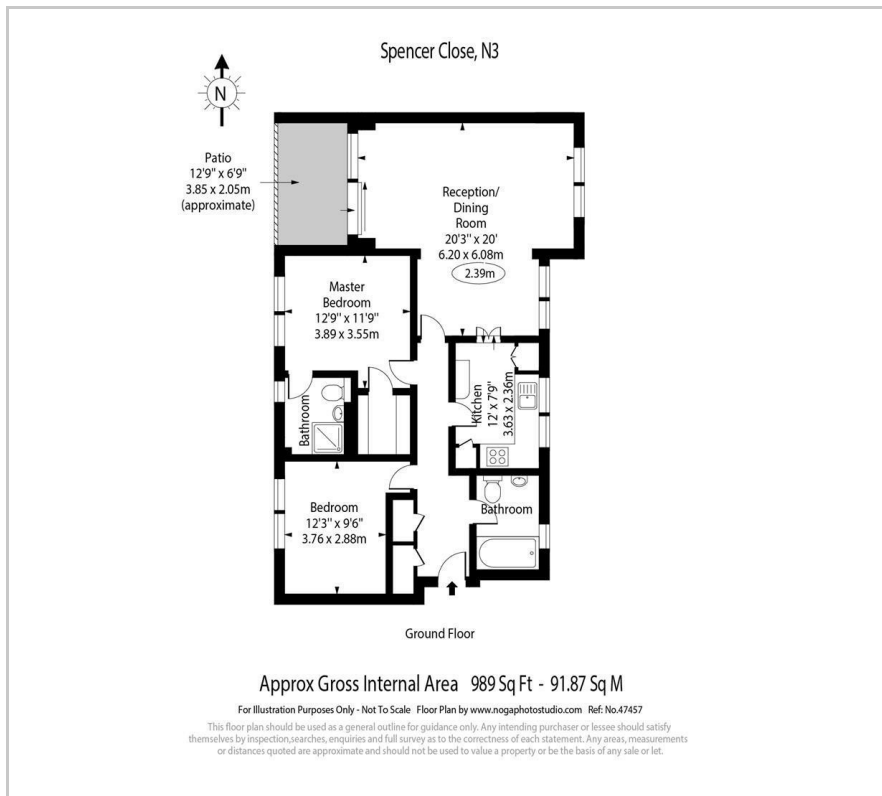 Spencer Close, N3
N
Patio
12'9" x 6'9"
3.85 x 2.05m
(approximate)
Reception/
Dining
Room
20'3" x 20'
6.20 x 6.08m
2.39m
Master
Bedroom
12'9" x 11'9"
3.89 x 3.55m
Kitchen
12' x 7'9"
3.63 x 2.36m
Bathroom
Bedroom
12'3" x 9'6"
3.76 x 2.88m
Bathroom
Ground Floor
Approx Gross Internal Area 989 Sq Ft - 91.87 Sq M
For Illustration Purposes Only - Not To Scale Floor Plan by www.nogaphotostudio.com Ref: No.47457
This floor plan should be used as a general outline for guidance only. Any intending purchaser or lessee should satisfy
themselves by inspection,searches, enquiries and full survey as to the correctness of each statement. Any areas, measurements
or distances quoted are approximate and should not be used to value a property or be the basis of any sale or let.